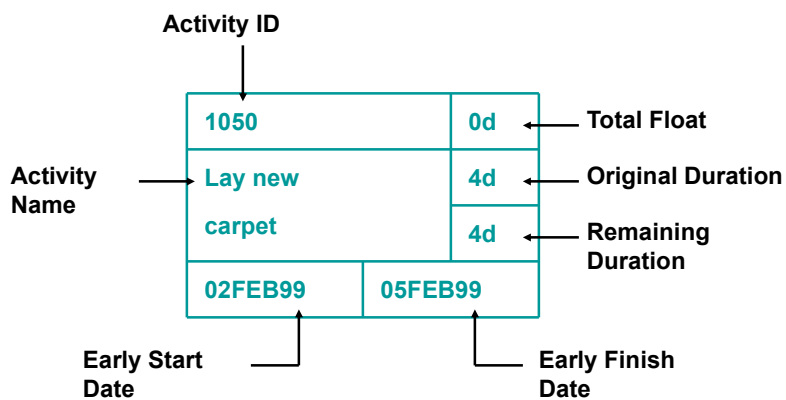 Activity ID
1050
0d
Total Float
Activity
Name
Lay new
carpet
4d
Original Duration
4d
Remaining
Duration
02FEB99
05FEB99
Early Start
Date
Early Finish
Date